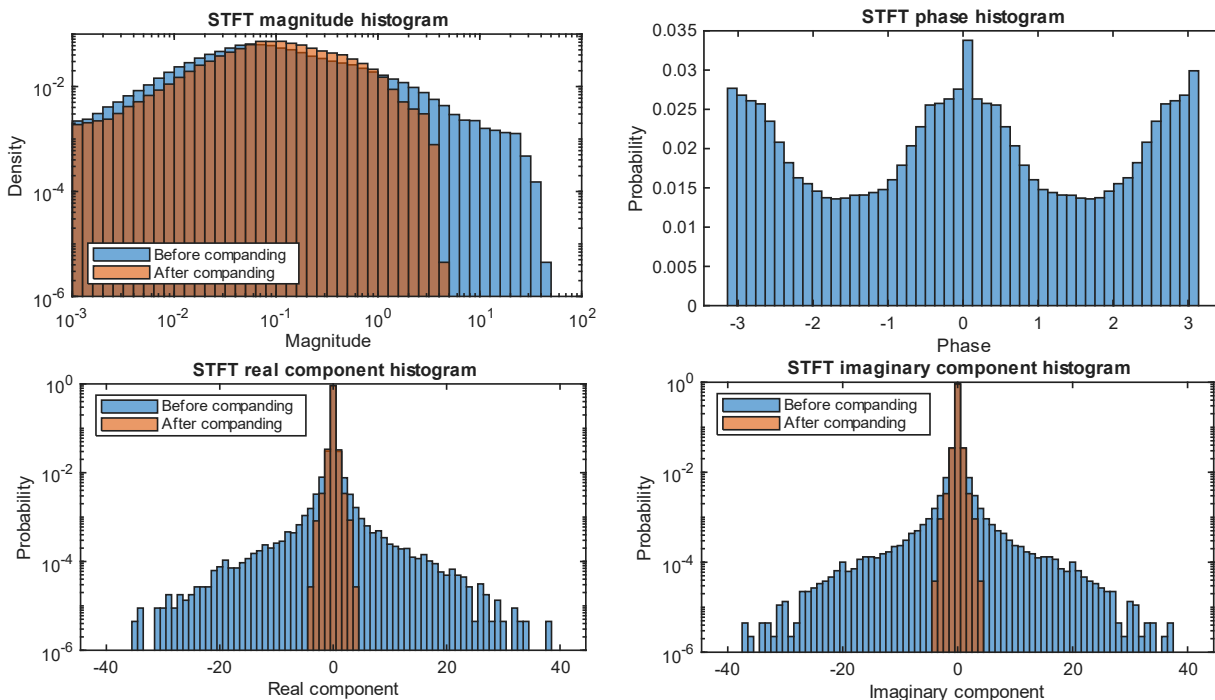 STFT magnitude histogram
Density
10^-2
10^-4
10^-6
Before companding
After companding
10^-3 10^-2 10^-1 10^0 10^1 10^2
Magnitude
STFT phase histogram
Probability
0.035
0.03
0.025
0.02
0.015
0.01
0.005
0
-3 -2 -1 0 1 2 3
Phase
STFT real component histogram
Probability
10^0
10^-2
10^-4
10^-6
Before companding
After companding
-40 -20 0 20 40
Real component
STFT imaginary component histogram
Probability
10^0
10^-2
10^-4
10^-6
Before companding
After companding
-40 -20 0 20 40
Imaginary component